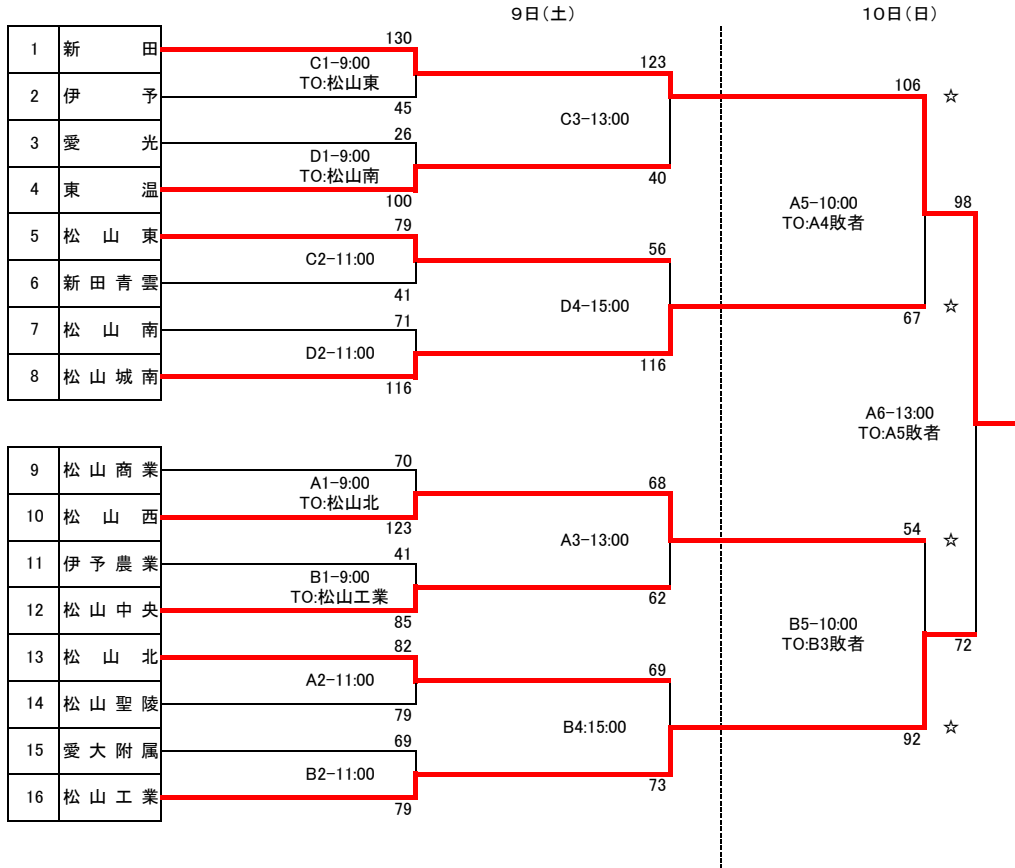 ９日（土）
１０日（日）
1 新田
130
C1-9:00
TO:松山東
2 伊予
45
3 愛光
26
D1-9:00
TO:松山南
4 東温
100
123
C3-13:00
40
5 松山東
79
C2-11:00
6 新田青雲
41
7 松山南
71
D2-11:00
8 松山城南
116
56
D4-15:00
116
106 ☆
A5-10:00
TO:A4敗者
67 ☆
98
A6-13:00
TO:A5敗者
9 松山商業
70
A1-9:00
TO:松山北
10 松山西
123
11 伊予農業
41
B1-9:00
TO:松山工業
12 松山中央
85
68
A3-13:00
62
13 松山北
82
A2-11:00
14 松山聖陵
79
15 愛大附属
69
B2-11:00
16 松山工業
79
69
B4:15:00
73
54 ☆
B5-10:00
TO:B3敗者
92 ☆
72